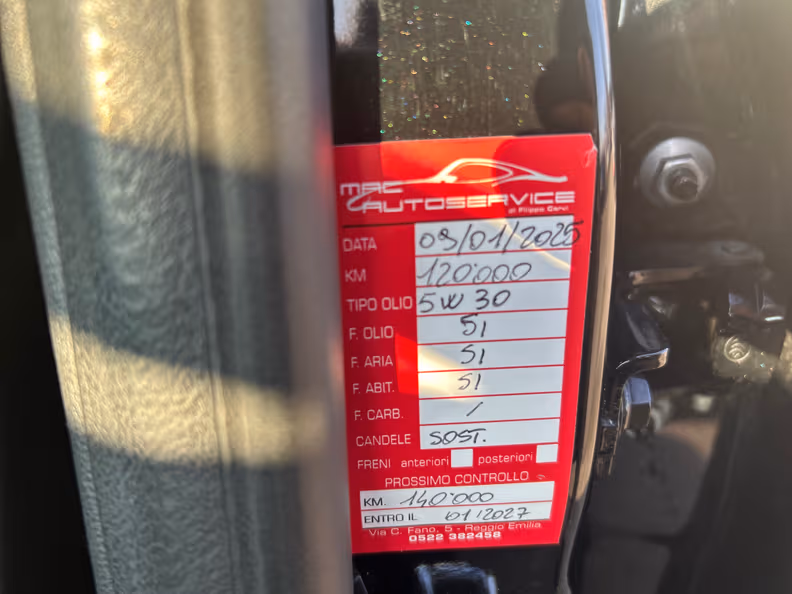 MAC
AUTOSERVICE
di Filippo Carvi
DATA 09/01/2025
KM 120'000
TIPO OLIO 5W30
F. OLIO SI
F. ARIA SI
F. ABIT. SI
F. CARB. /
CANDELE SOST.
FRENI anteriori posteriori
PROSSIMO CONTROLLO
KM. 140'000
ENTRO IL 01/2027
Via C. Fano, 5 - Reggio Emilia
0522 382458